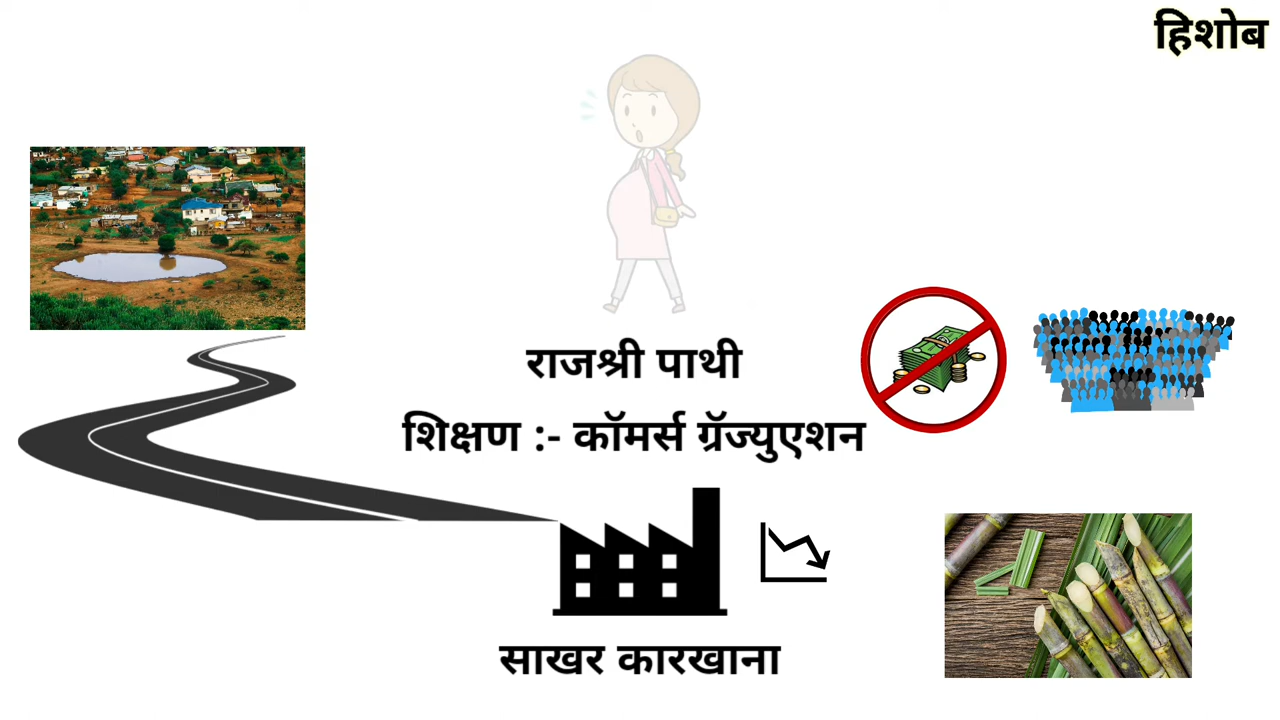 हिशोब
राजश्री पाथी
शिक्षण :- कॉमर्स ग्रॅज्युएशन
साखर कारखाना